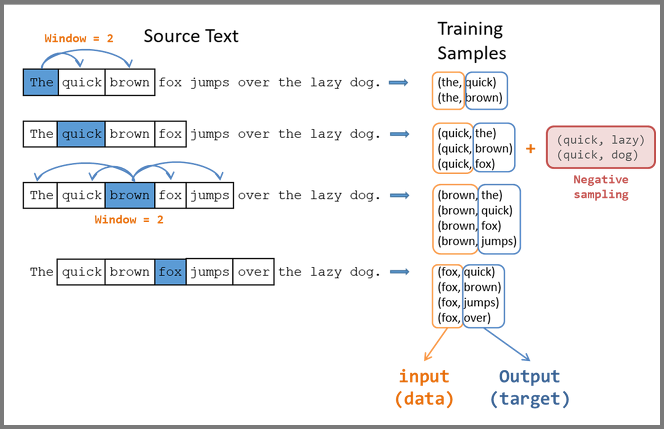 Window = 2
Source Text
Training
Samples
The quick brown fox jumps over the lazy dog.
(the, quick)
(the, brown)
The quick brown fox jumps over the lazy dog.
(quick, the)
(quick, brown)
(quick, fox)
+
(quick, lazy)
(quick, dog)
Negative
sampling
The quick brown fox jumps over the lazy dog.
Window = 2
(brown, the)
(brown, quick)
(brown, fox)
(brown, jumps)
The quick brown fox jumps over the lazy dog.
(fox, quick)
(fox, brown)
(fox, jumps)
(fox, over)
input
(data)
Output
(target)